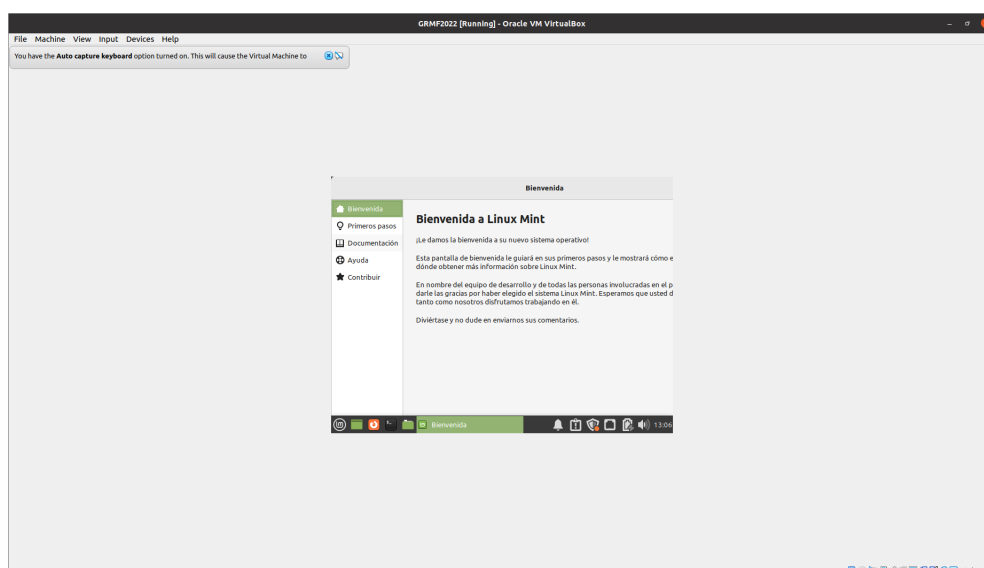 GRMF2022 [Running] - Oracle VM VirtualBox
File Machine View Input Devices Help
You have the Auto capture keyboard option turned on. This will cause the Virtual Machine to
Bienvenida
Bienvenida
Primeros pasos
Documentación
Ayuda
Contribuir
Bienvenida a Linux Mint
¡Le damos la bienvenida a su nuevo sistema operativo!
Esta pantalla de bienvenida le guiará en sus primeros pasos y le mostrará cómo e
dónde obtener más información sobre Linux Mint.
En nombre del equipo de desarrollo y de todas las personas involucradas en el p
darle las gracias por haber elegido el sistema Linux Mint. Esperamos que usted d
tanto como nosotros disfrutamos trabajando en él.
Diviértase y no dude en enviarnos sus comentarios.
Bienvenida
13:06